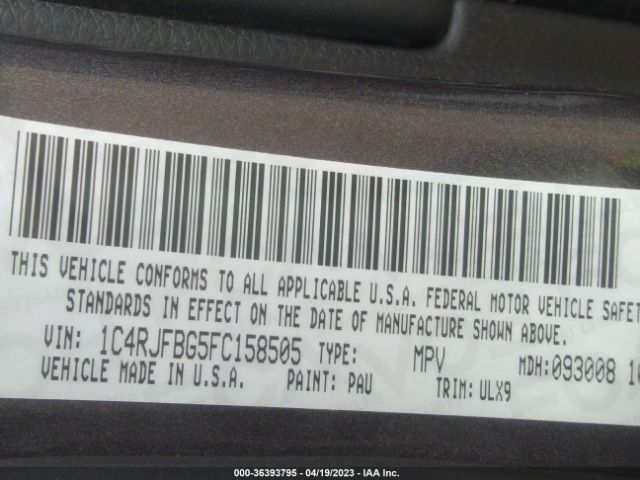 THIS VEHICLE CONFORMS TO ALL APPLICABLE U.S.A. FEDERAL MOTOR VEHICLE SAFET
STANDARDS IN EFFECT ON THE DATE OF MANUFACTURE SHOWN ABOVE.
VIN: 1C4RJFBG5FC158505 TYPE: MPV MDH:093008
VEHICLE MADE IN U.S.A. PAINT: PAU TRIM: ULX9
000-36393795 - 04/19/2023 - IAA Inc.